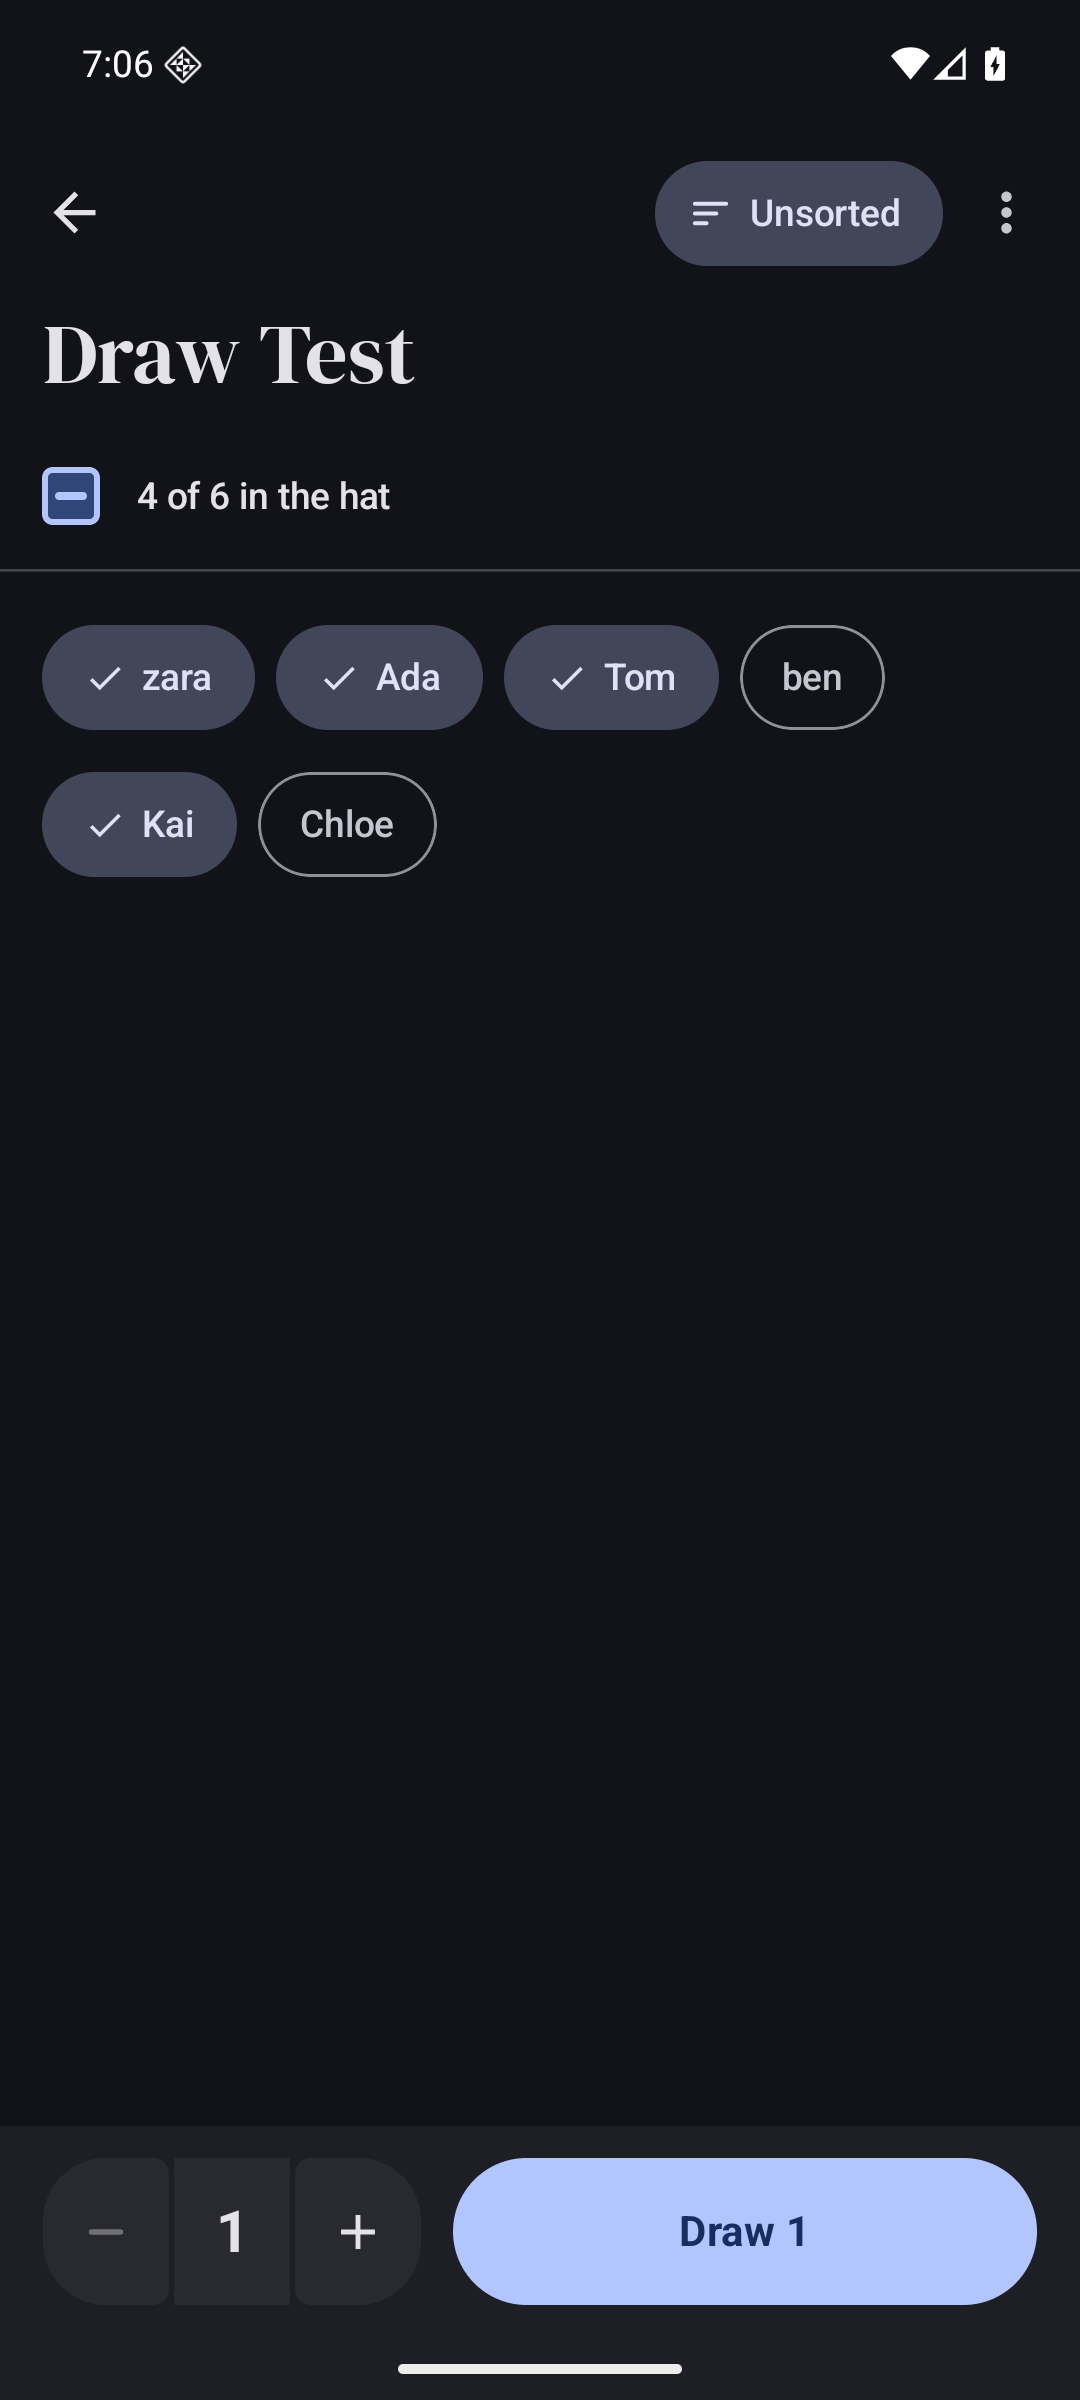 7:06
Unsorted
Draw Test
4 of 6 in the hat
zara Ada Tom ben
Kai Chloe
1 Draw 1